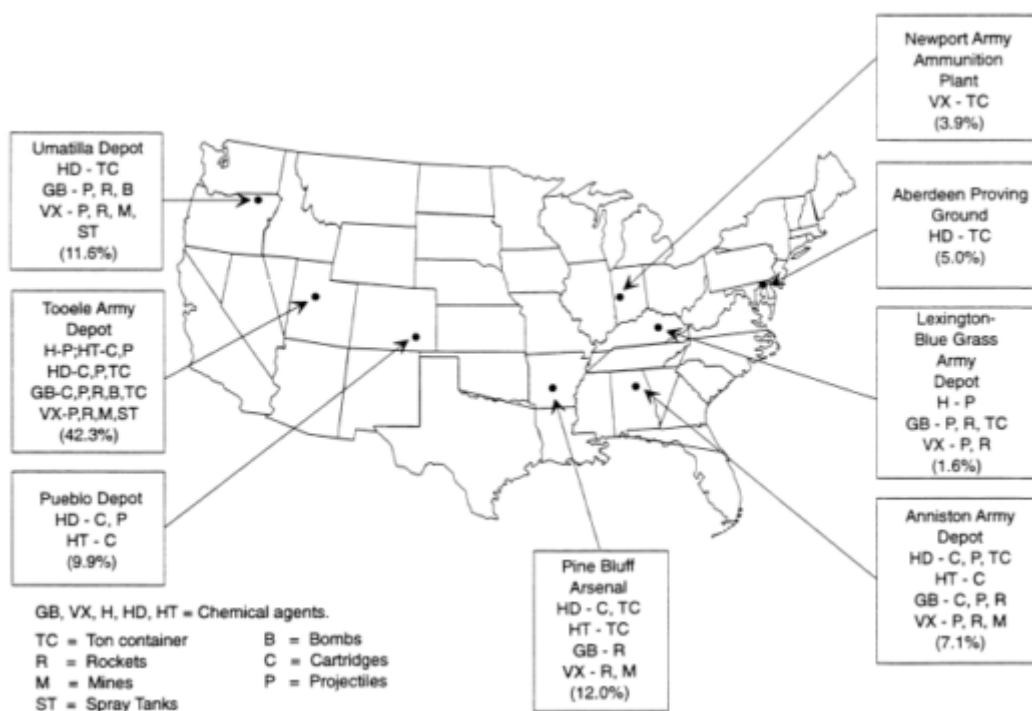 Newport Army
Ammunition
Plant
VX - TC
(3.9%)
Umatilla Depot
HD - TC
GB - P, R, B
VX - P, R, M,
ST
(11.6%)
Aberdeen Proving
Ground
HD - TC
(5.0%)
Tooele Army
Depot
H-P;HT-C,P
HD-C,P,TC
GB-C,P,R,B,TC
VX-P,R,M,ST
(42.3%)
Lexington-
Blue Grass
Army
Depot
H - P
GB - P, R, TC
VX - P, R
(1.6%)
Pueblo Depot
HD - C, P
HT - C
(9.9%)
Anniston Army
Depot
HD - C, P, TC
HT - C
GB - C, P, R
VX - P, R, M
(7.1%)
Pine Bluff
Arsenal
HD - C, TC
HT - TC
GB - R
VX - R, M
(12.0%)
GB, VX, H, HD, HT = Chemical agents.
TC = Ton container
R = Rockets
M = Mines
ST = Spray Tanks
B = Bombs
C = Cartridges
P = Projectiles